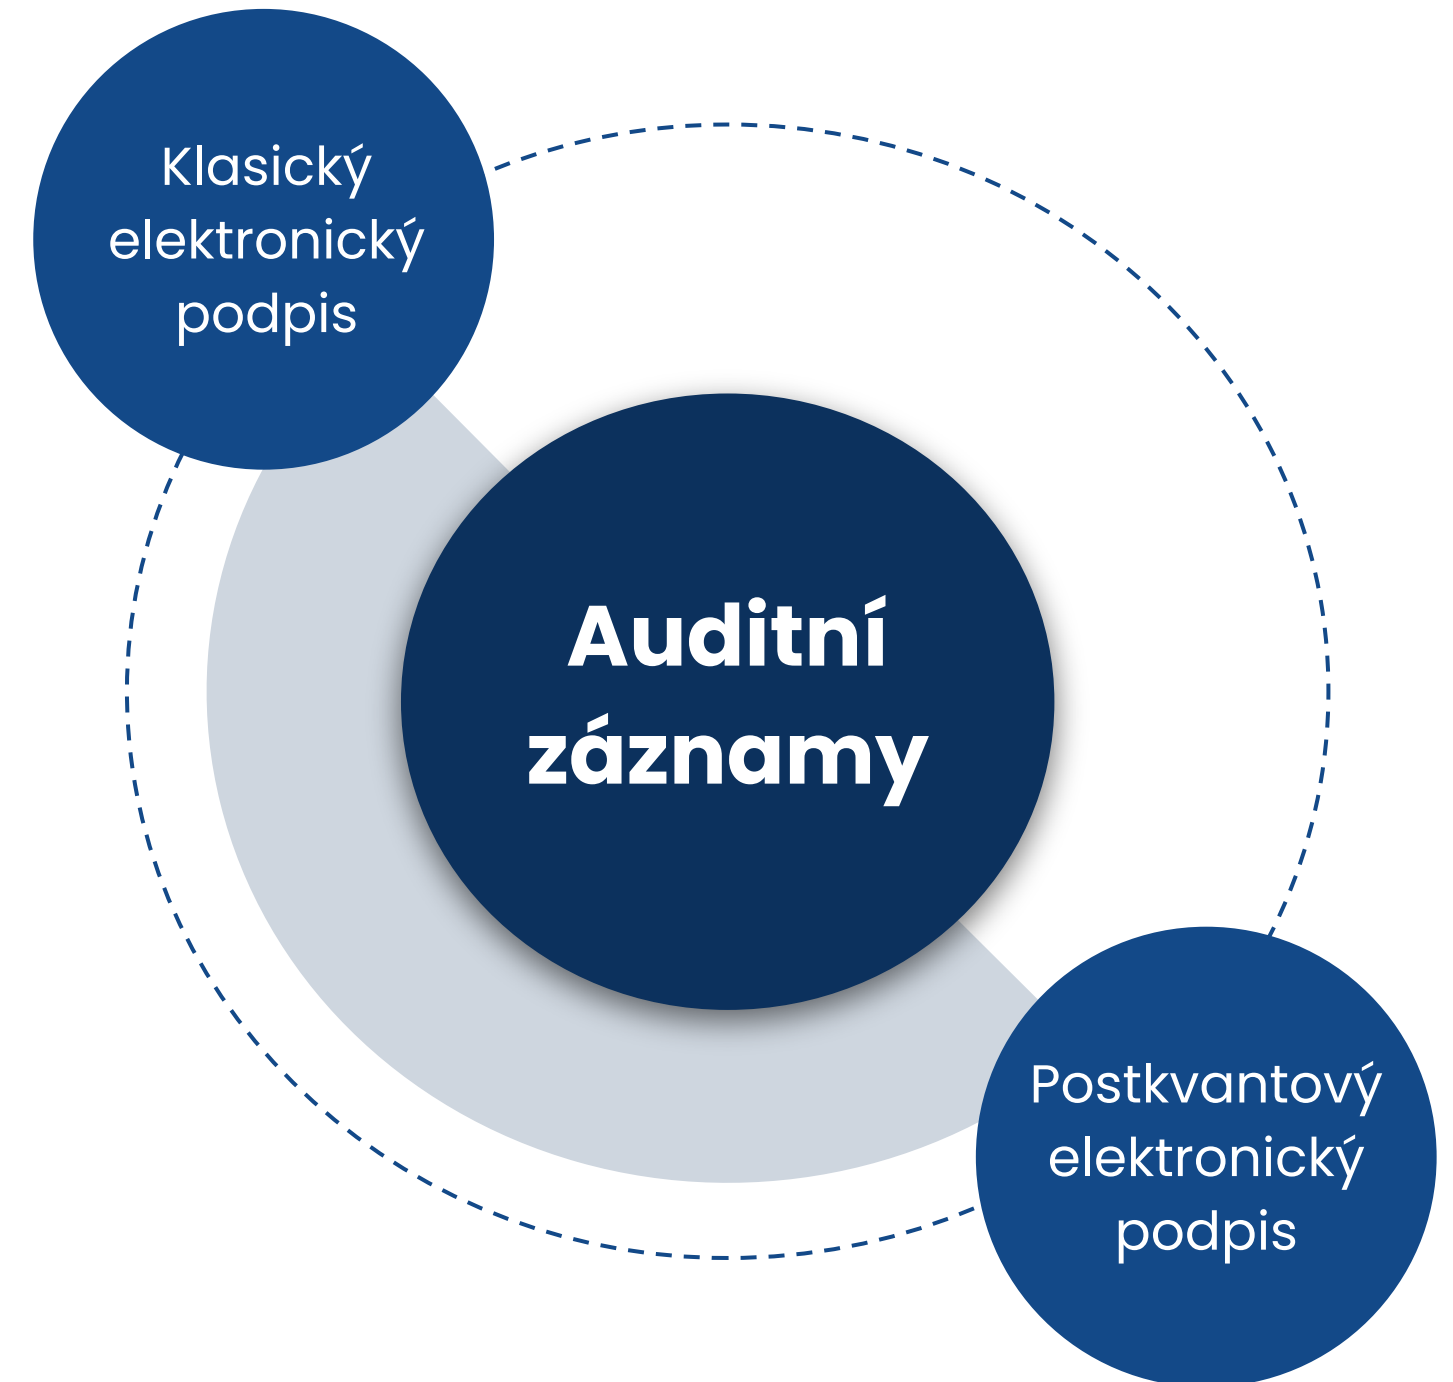 Klasický
elektronický
podpis
Auditní
záznamy
Postkvantový
elektronický
podpis